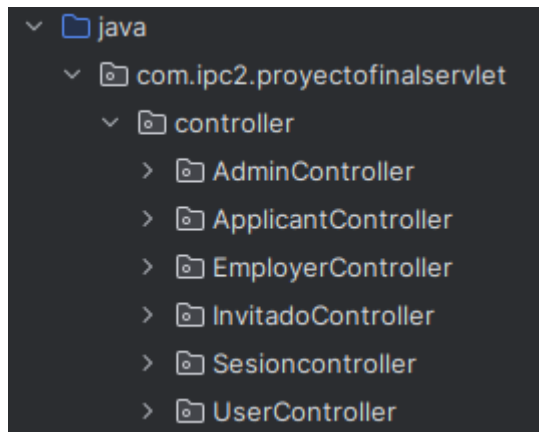 java
com.ipc2.proyectofinalservlet
controller
AdminController
ApplicantController
EmployerController
InvitadoController
Sesioncontroller
UserController